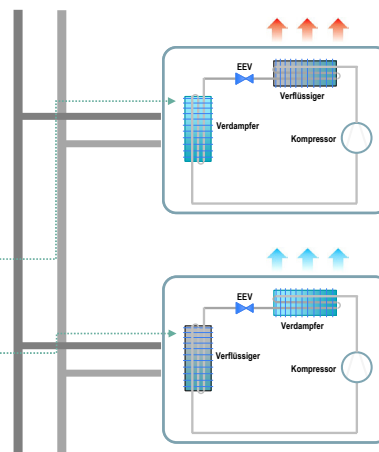 EEV
Verflüssiger
Verdampfer
Kompressor
EEV
Verdampfer
Verflüssiger
Kompressor